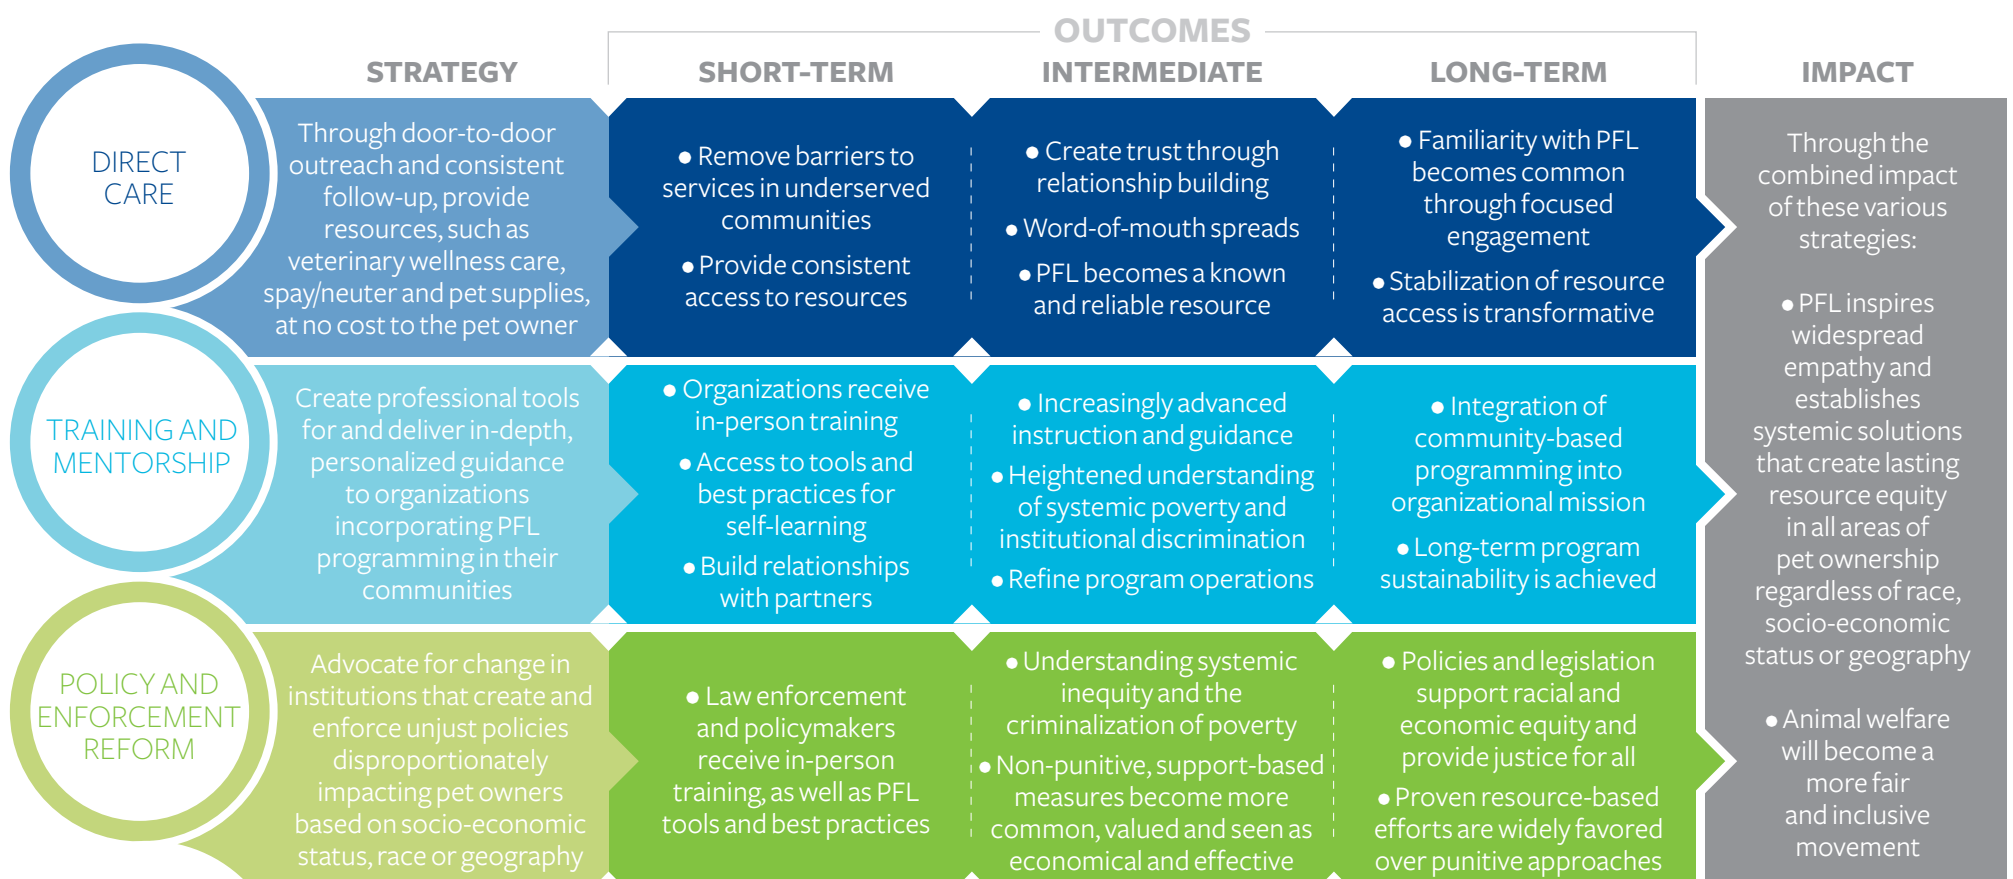 OUTCOMES
STRATEGY
SHORT-TERM
INTERMEDIATE
LONG-TERM
IMPACT
DIRECT
CARE
Through door-to-door
outreach and consistent
follow-up, provide
resources, such as
veterinary wellness care,
spay/neuter and pet supplies,
at no cost to the pet owner
● Remove barriers to
services in underserved
communities
● Provide consistent
access to resources
● Create trust through
relationship building
● Word-of-mouth spreads
● PFL becomes a known
and reliable resource
● Familiarity with PFL
becomes common
through focused
engagement
● Stabilization of resource
access is transformative
TRAINING AND
MENTORSHIP
Create professional tools
for and deliver in-depth,
personalized guidance
to organizations
incorporating PFL
programming in their
communities
● Organizations receive
in-person training
● Access to tools and
best practices for
self-learning
● Build relationships
with partners
● Increasingly advanced
instruction and guidance
● Heightened understanding
of systemic poverty and
institutional discrimination
● Refine program operations
● Integration of
community-based
programming into
organizational mission
● Long-term program
sustainability is achieved
POLICY AND
ENFORCEMENT
REFORM
Advocate for change in
institutions that create and
enforce unjust policies
disproportionately
impacting pet owners
based on socio-economic
status, race or geography
● Law enforcement
and policymakers
receive in-person
training, as well as PFL
tools and best practices
● Understanding systemic
inequity and the
criminalization of poverty
● Non-punitive, support-based
measures become more
common, valued and seen as
economical and effective
● Policies and legislation
support racial and
economic equity and
provide justice for all
● Proven resource-based
efforts are widely favored
over punitive approaches
Through the
combined impact
of these various
strategies:
● PFL inspires
widespread
empathy and
establishes
systemic solutions
that create lasting
resource equity
in all areas of
pet ownership
regardless of race,
socio-economic
status or geography
● Animal welfare
will become a
more fair
and inclusive
movement